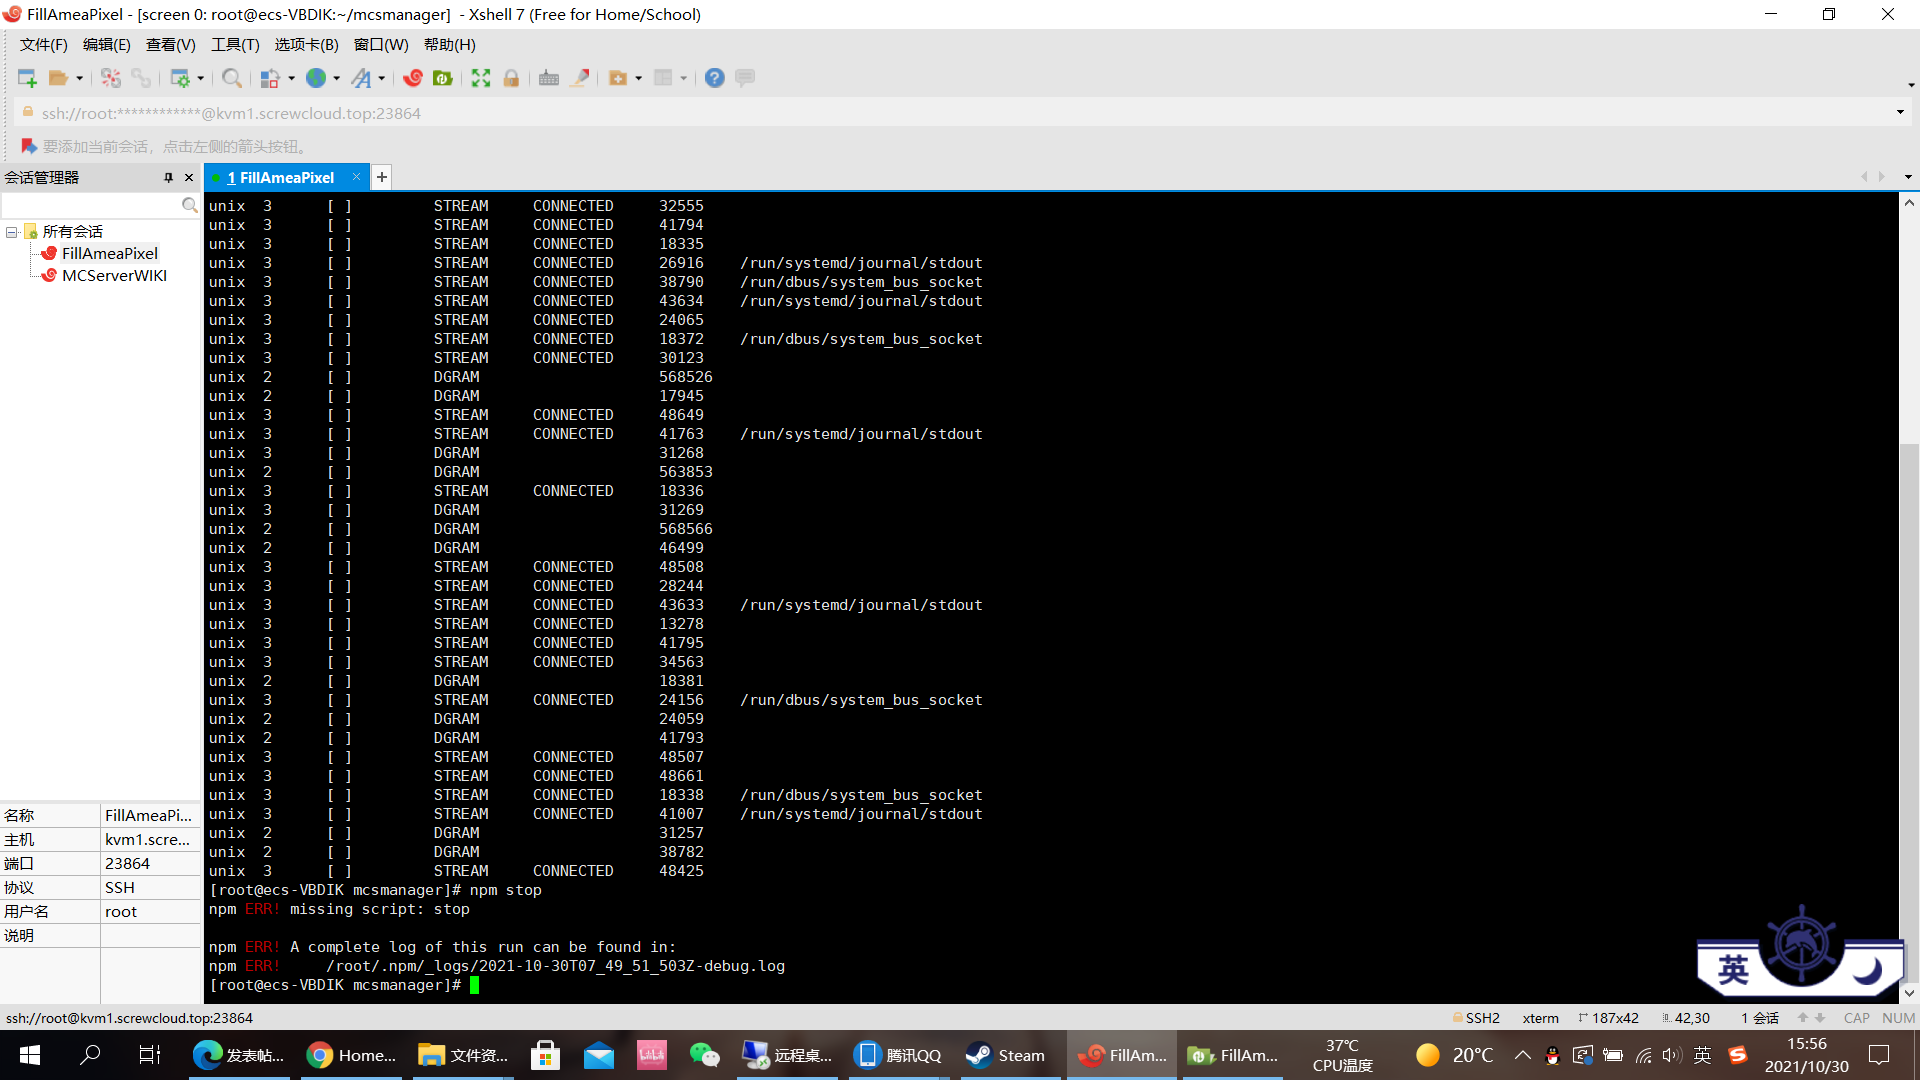 FillAmeaPixel - [screen 0: root@ecs-VBDIK:~/mcsmanager] - Xshell 7 (Free for Home/School)
文件(F) 编辑(E) 查看(V) 工具(T) 选项卡(B) 窗口(W) 帮助(H)
ssh://root:************@kvm1.screwcloud.top:23864
要添加当前会话，点击左侧的箭头按钮。
会话管理器
1 FillAmeaPixel
所有会话
FillAmeaPixel
MCServerWIKI
名称 FillAmeaPi...
主机 kvm1.scre...
端口 23864
协议 SSH
用户名 root
说明
unix 3 [ ] STREAM CONNECTED 32555
unix 3 [ ] STREAM CONNECTED 41794
unix 3 [ ] STREAM CONNECTED 18335
unix 3 [ ] STREAM CONNECTED 26916 /run/systemd/journal/stdout
unix 3 [ ] STREAM CONNECTED 38790 /run/dbus/system_bus_socket
unix 3 [ ] STREAM CONNECTED 43634 /run/systemd/journal/stdout
unix 3 [ ] STREAM CONNECTED 24065
unix 3 [ ] STREAM CONNECTED 18372 /run/dbus/system_bus_socket
unix 3 [ ] STREAM CONNECTED 30123
unix 2 [ ] DGRAM 568526
unix 2 [ ] DGRAM 17945
unix 3 [ ] STREAM CONNECTED 48649
unix 3 [ ] STREAM CONNECTED 41763 /run/systemd/journal/stdout
unix 3 [ ] DGRAM 31268
unix 2 [ ] DGRAM 563853
unix 3 [ ] STREAM CONNECTED 18336
unix 3 [ ] DGRAM 31269
unix 2 [ ] DGRAM 568566
unix 2 [ ] DGRAM 46499
unix 3 [ ] STREAM CONNECTED 48508
unix 3 [ ] STREAM CONNECTED 28244
unix 3 [ ] STREAM CONNECTED 43633 /run/systemd/journal/stdout
unix 3 [ ] STREAM CONNECTED 13278
unix 3 [ ] STREAM CONNECTED 41795
unix 3 [ ] STREAM CONNECTED 34563
unix 2 [ ] DGRAM 18381
unix 3 [ ] STREAM CONNECTED 24156 /run/dbus/system_bus_socket
unix 2 [ ] DGRAM 24059
unix 2 [ ] DGRAM 41793
unix 3 [ ] STREAM CONNECTED 48507
unix 3 [ ] STREAM CONNECTED 48661
unix 3 [ ] STREAM CONNECTED 18338 /run/dbus/system_bus_socket
unix 3 [ ] STREAM CONNECTED 41007 /run/systemd/journal/stdout
unix 2 [ ] DGRAM 31257
unix 2 [ ] DGRAM 38782
unix 3 [ ] STREAM CONNECTED 48425
[root@ecs-VBDIK mcsmanager]# npm stop
npm ERR! missing script: stop
npm ERR! A complete log of this run can be found in:
npm ERR! /root/.npm/_logs/2021-10-30T07_49_51_503Z-debug.log
[root@ecs-VBDIK mcsmanager]#
英
ssh://root@kvm1.screwcloud.top:23864 SSH2 xterm 187x42 42,30 1 会话 CAP NUM
发表帖... Home... 文件资... 远程桌... 腾讯QQ Steam FillAm... FillAm... 37℃ 20°C 英 15:56
CPU温度 2021/10/30